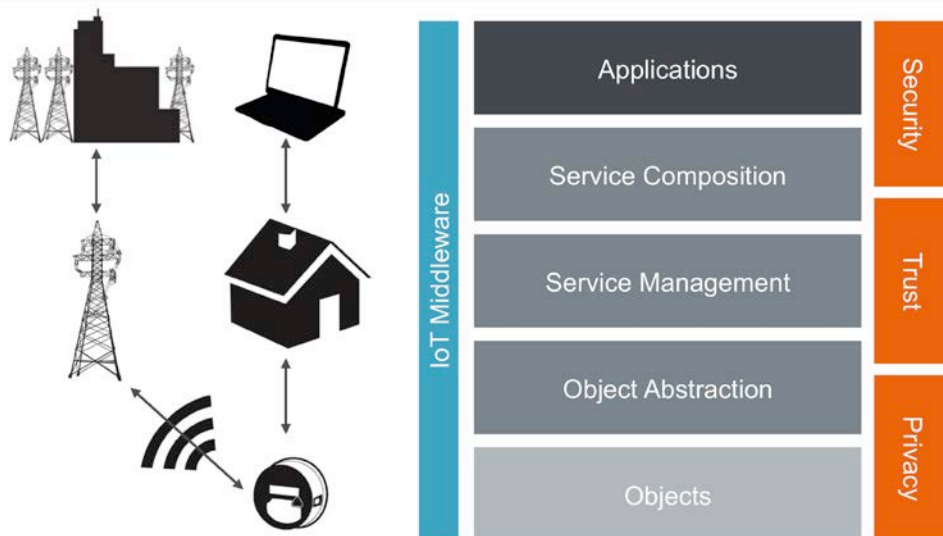 IoT Middleware
Applications
Service Composition
Service Management
Object Abstraction
Objects
Security
Trust
Privacy